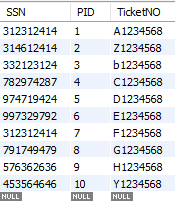 SSN PID TicketNO
312312414 1 A1234568
314612414 2 Z1234568
332123124 3 b1234568
782974287 4 C1234568
974719424 5 D1234568
997329792 6 E1234568
312312414 7 F1234568
791749479 8 G1234568
576362636 9 H1234568
453564646 10 Y1234568
NULL NULL NULL